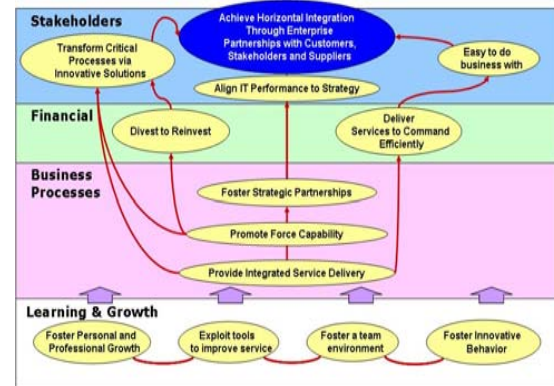 Stakeholders
Achieve Horizontal Integration
Through Enterprise
Partnerships with Customers,
Stakeholders and Suppliers
Transform Critical
Processes via
Innovative Solutions
Easy to do
business with
Align IT Performance to Strategy
Financial
Divest to Reinvest
Deliver
Services to Command
Efficiently
Business
Processes
Foster Strategic Partnerships
Promote Force Capability
Provide Integrated Service Delivery
Learning & Growth
Foster Personal and
Professional Growth
Exploit tools
to improve service
Foster a team
environment
Foster Innovative
Behavior